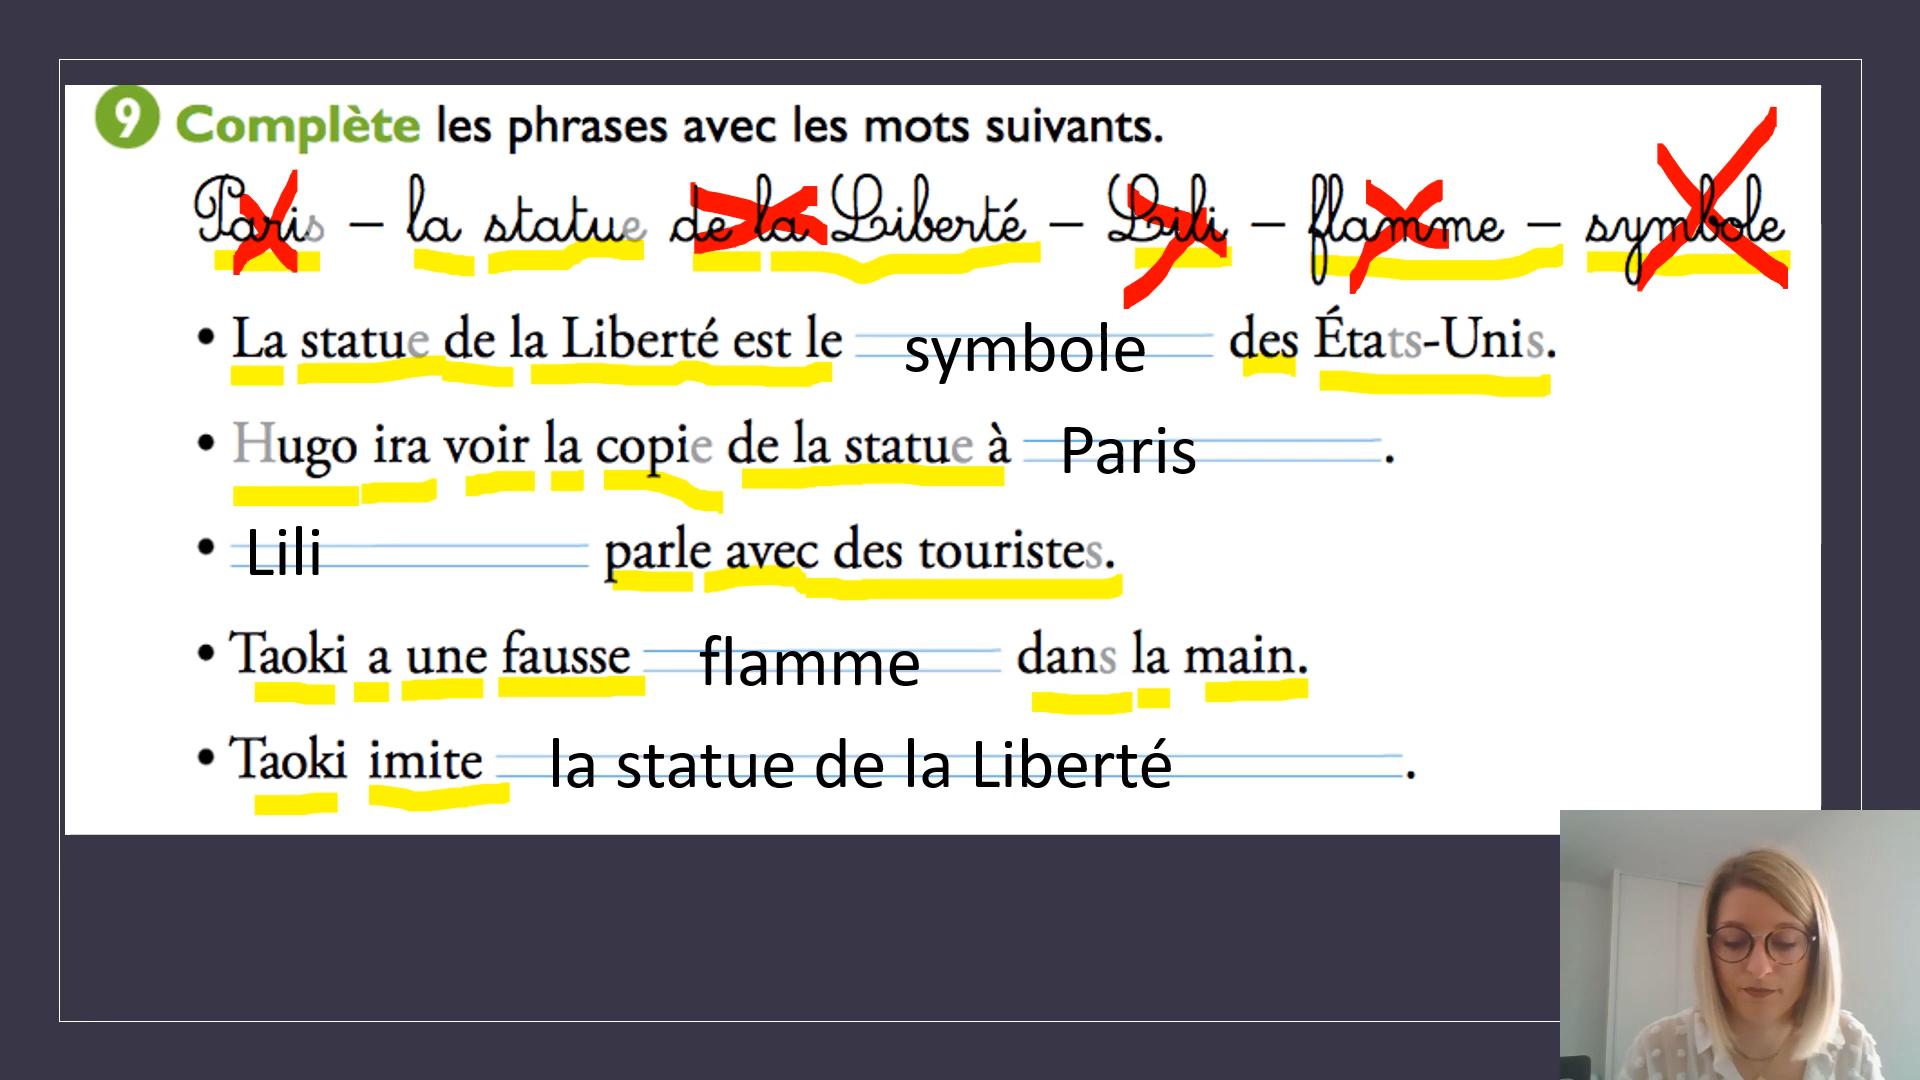 9 Complète les phrases avec les mots suivants.
Paris – la statue de la Liberté – Lili – flamme – symbole
• La statue de la Liberté est le symbole des États-Unis.
• Hugo ira voir la copie de la statue à Paris.
• Lili parle avec des touristes.
• Taoki a une fausse flamme dans la main.
• Taoki imite la statue de la Liberté.